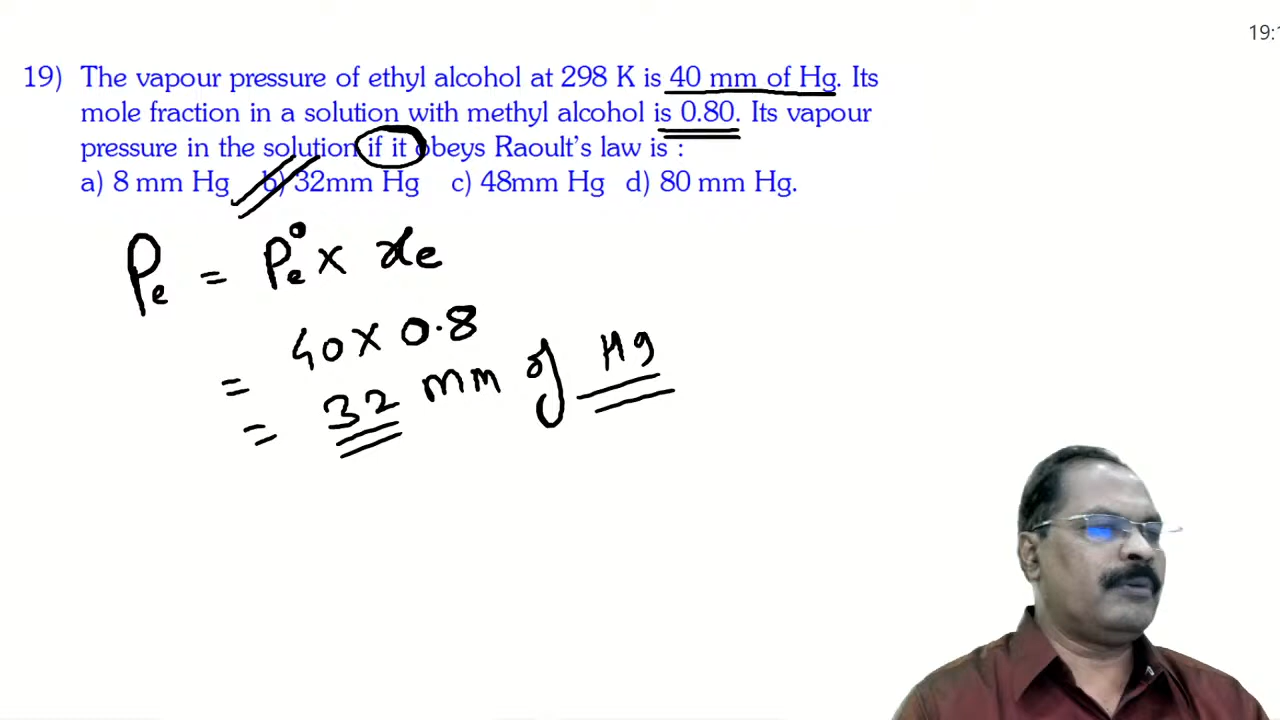 19:1
19) The vapour pressure of ethyl alcohol at 298 K is 40 mm of Hg. Its
mole fraction in a solution with methyl alcohol is 0.80. Its vapour
pressure in the solution if it obeys Raoult's law is :
a) 8 mm Hg b) 32mm Hg c) 48mm Hg d) 80 mm Hg.
Pe = Pe° x xe
= 40 x 0.8
= 32 mm of Hg